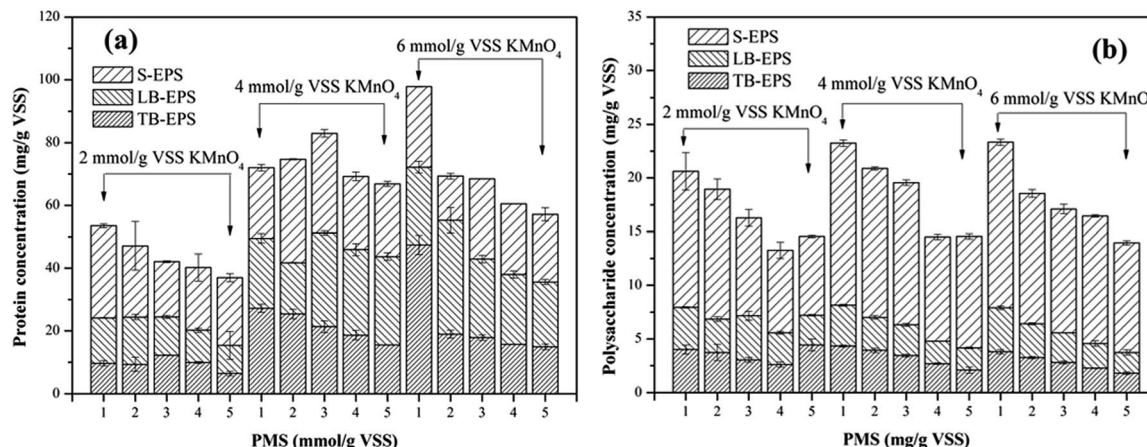 (a)
S-EPS
LB-EPS
TB-EPS
2 mmol/g VSS KMnO₄
4 mmol/g VSS KMnO₄
6 mmol/g VSS KMnO₄
Protein concentration (mg/g VSS)
120
100
80
60
40
20
0
1 2 3 4 5 1 2 3 4 5 1 2 3 4 5
PMS (mmol/g VSS)
(b)
S-EPS
LB-EPS
TB-EPS
2 mmol/g VSS KMnO₄
4 mmol/g VSS KMnO₄
6 mmol/g VSS KMnO
Polysaccharide concentration (mg/g VSS)
35
30
25
20
15
10
5
0
1 2 3 4 5 1 2 3 4 5 1 2 3 4 5
PMS (mg/g VSS)